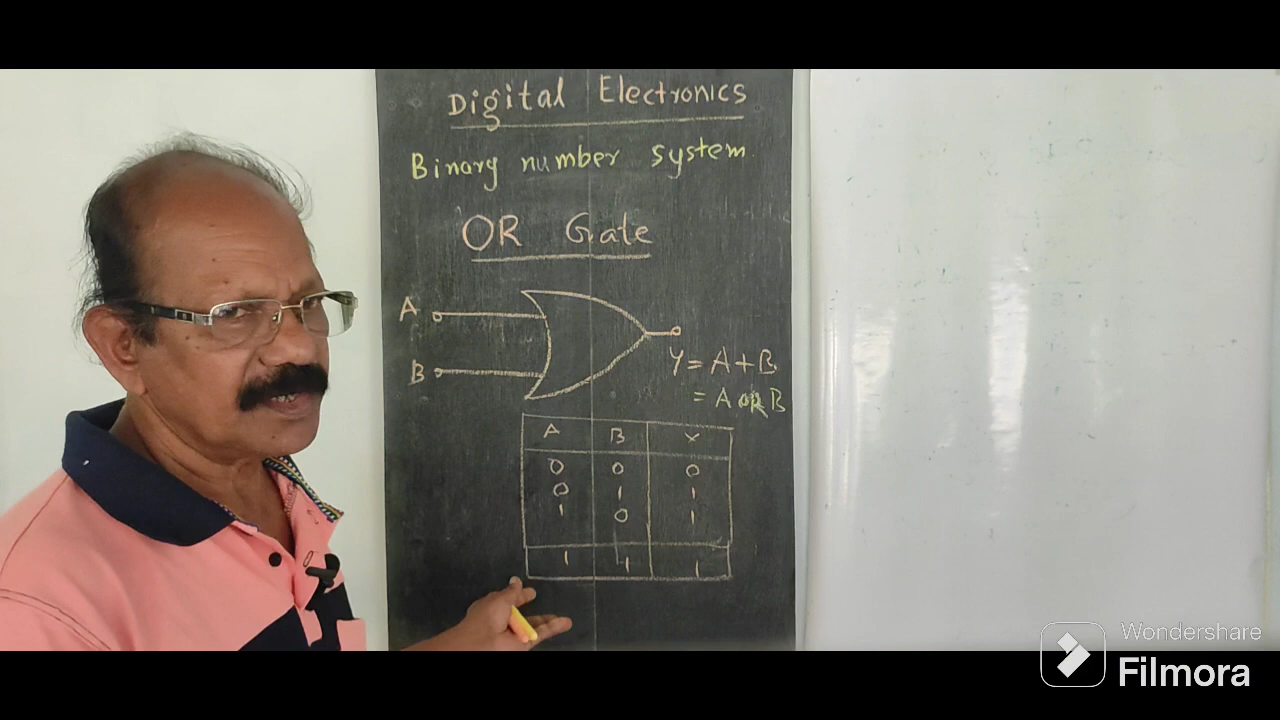 Digital Electronics
Binary number system
OR Gate
A
B
Y = A + B
= A OR B
A B Y
0 0 0
0 1 1
1 0 1
1 1 1
Wondershare
Filmora